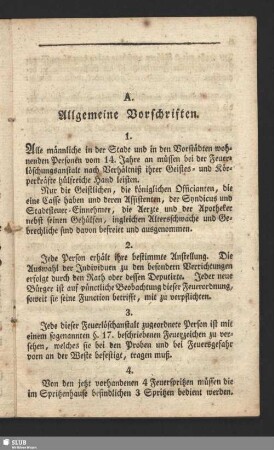 A.
Allgemeine Vorschriften.
1.
Alle männliche in der Stadt und in den Vorstädten woh-
nenden Personen vom 14. Jahre an müssen bei der Feuer-
löschungsanstalt nach Verhältniß ihrer Geistes- und Kör-
perkräfte hülfreiche Hand leisten.
Nur die Geistlichen, die königlichen Officianten, die
eine Casse haben und deren Assistenten, der Syndicus und
Stadtsteuer-Einnehmer, die Aerzte und der Apotheker
nebst seinen Gehülfen, ingleichen Altersschwache und Ge-
brechliche sind davon befreiet und ausgenommen.
2.
Jede Person erhält ihre bestimmte Anstellung. Die
Auswahl der Individuen zu den besondern Verrichtungen
erfolgt durch den Rath oder dessen Deputirte. Jeder neue
Bürger ist auf pünctliche Beobachtung dieser Feuerordnung,
soweit sie seine Function betrifft, mit zu verpflichten.
3.
Jede dieser Feuerlöschanstalt zugeordnete Person ist mit
einem sogenannten §. 17. beschriebenen Feuerzeichen zu ver-
sehen, welches sie bei den Proben und bei Feuersgefahr
vorn an der Weste befestigt, tragen muß.
4.
Von den jetzt vorhandenen 4 Feuerspritzen müssen die
im Spritzenhause befindlichen 3 Spritzen bedient werden.
SLUB